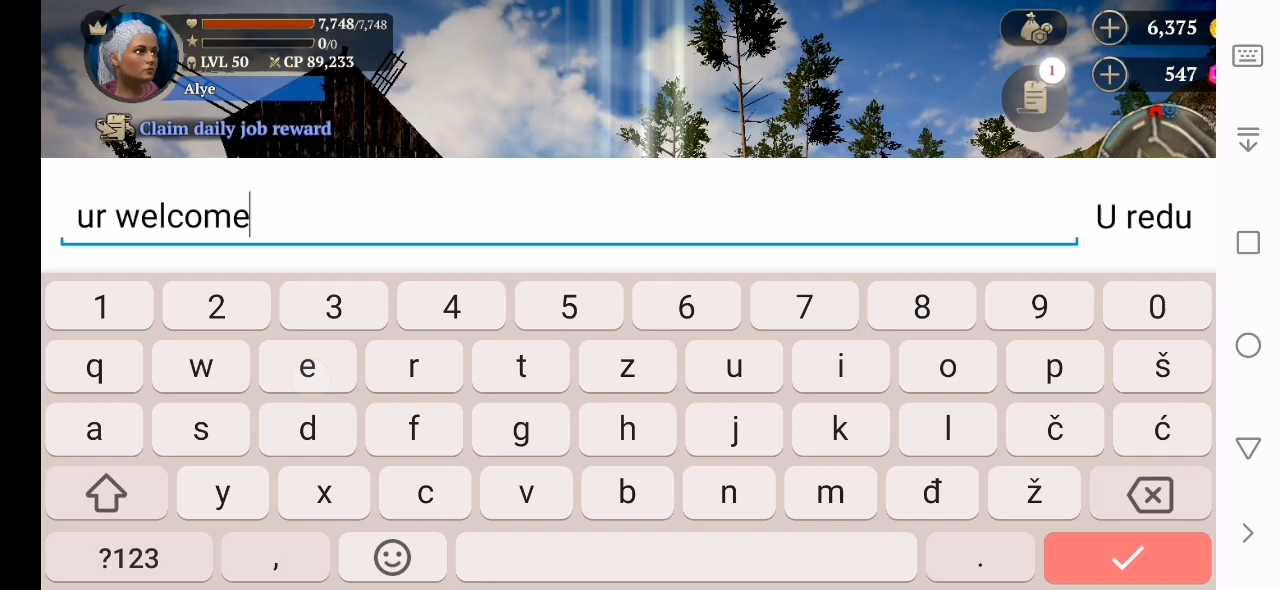 7,748/7,748
0/0
LVL 50 CP 89,233
Alye
Claim daily job reward
6,375
1
547
ur welcome
U redu
1 2 3 4 5 6 7 8 9 0
q w e r t z u i o p š
a s d f g h j k l č ć
y x c v b n m đ ž
?123 , .